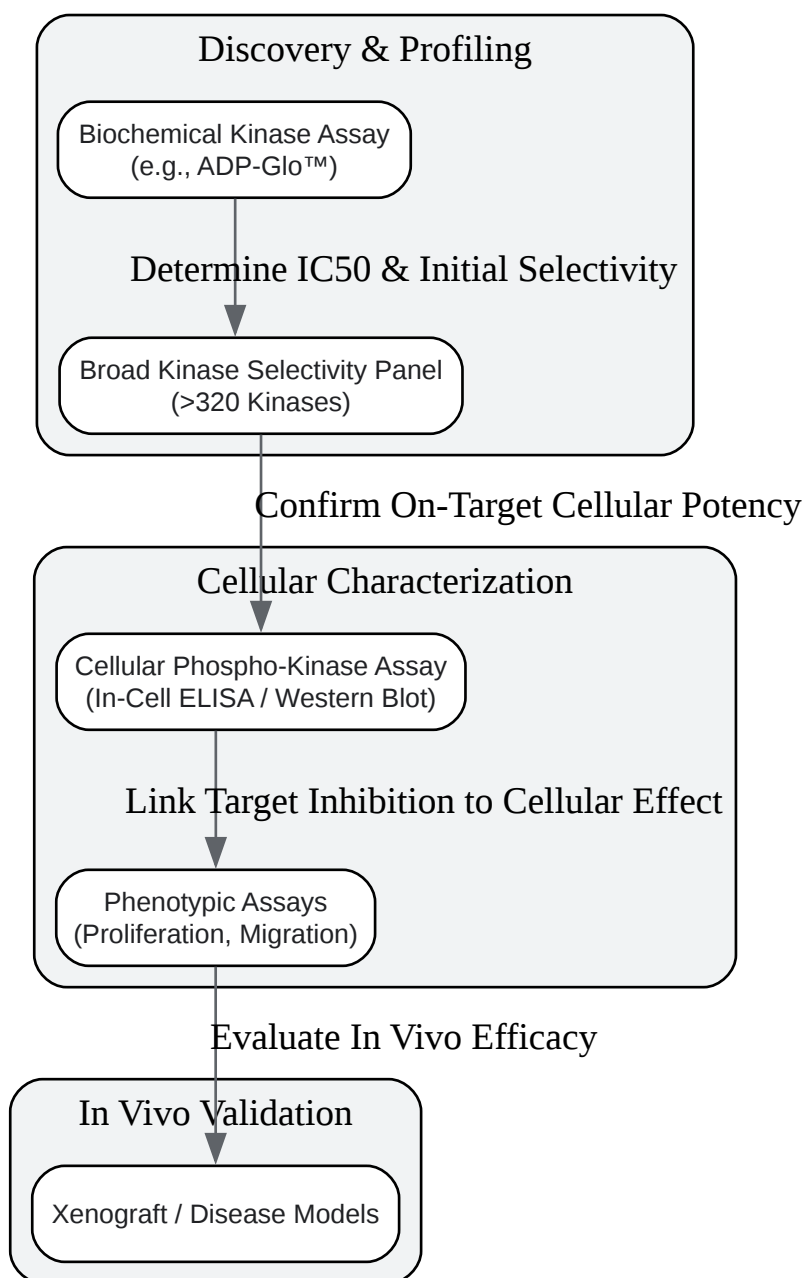 Discovery & Profiling
Biochemical Kinase Assay
(e.g., ADP-Glo™)
Determine IC50 & Initial Selectivity
Broad Kinase Selectivity Panel
(>320 Kinases)
Confirm On-Target Cellular Potency
Cellular Characterization
Cellular Phospho-Kinase Assay
(In-Cell ELISA / Western Blot)
Link Target Inhibition to Cellular Effect
Phenotypic Assays
(Proliferation, Migration)
Evaluate In Vivo Efficacy
In Vivo Validation
Xenograft / Disease Models